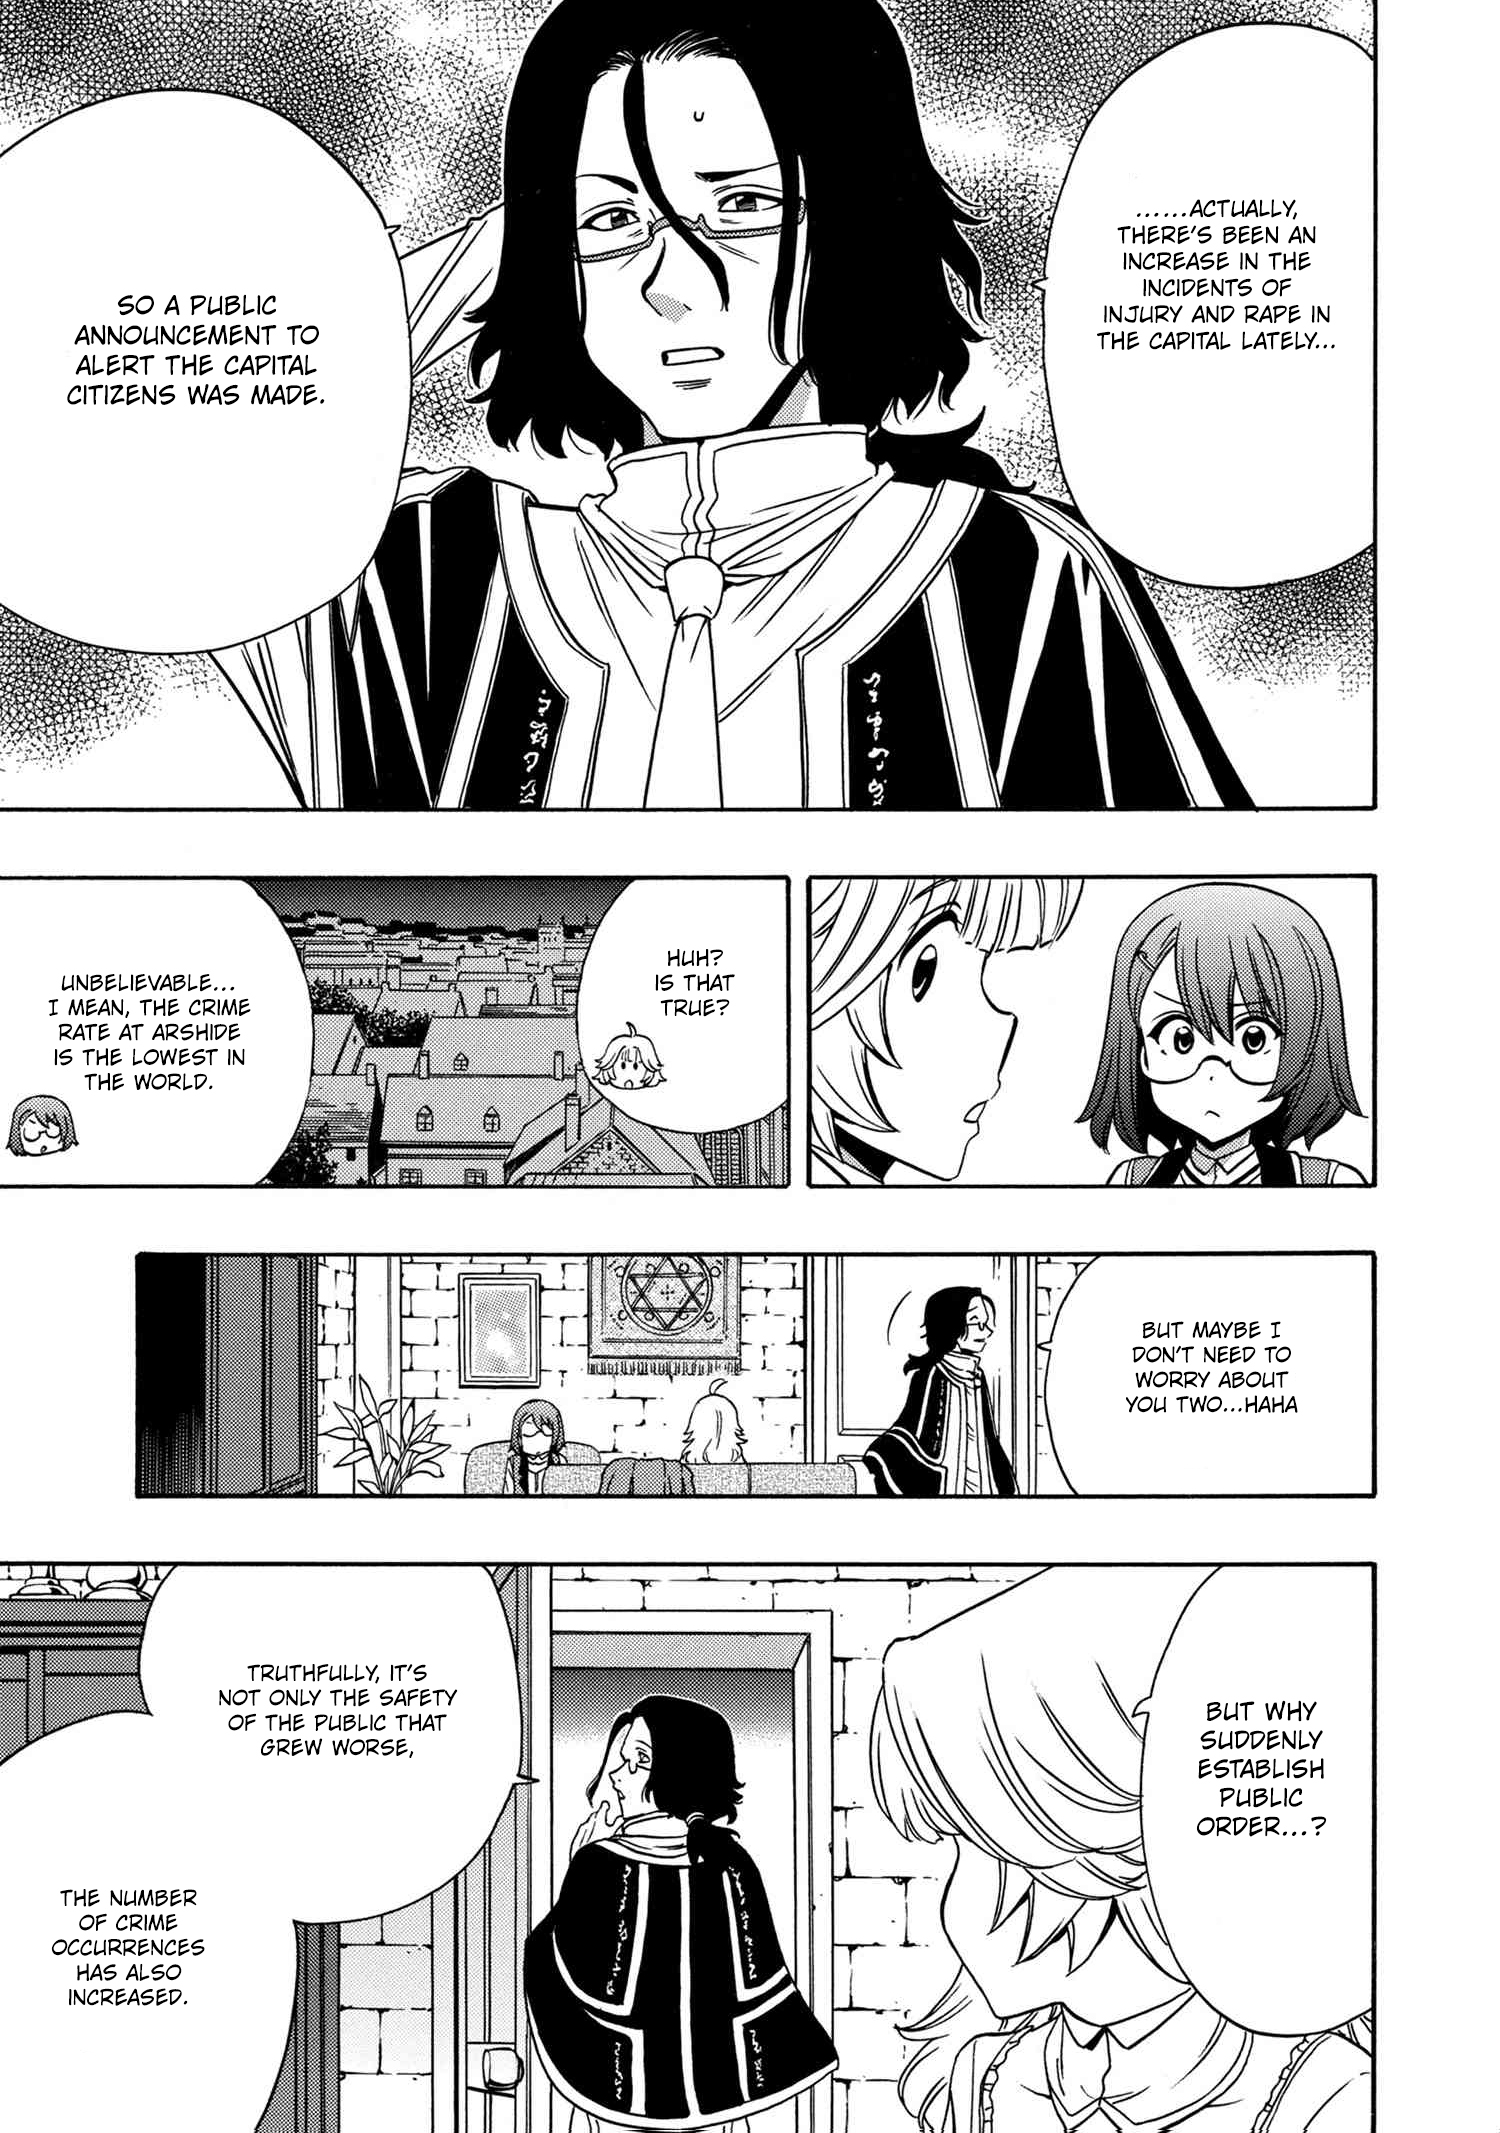 ......ACTUALLY,
THERE'S BEEN AN
INCREASE IN THE
INCIDENTS OF
INJURY AND RAPE IN
THE CAPITAL LATELY...
SO A PUBLIC
ANNOUNCEMENT TO
ALERT THE CAPITAL
CITIZENS WAS MADE.
HUH?
IS THAT
TRUE?
UNBELIEVABLE...
I MEAN, THE CRIME
RATE AT ARSHIDE
IS THE LOWEST IN
THE WORLD.
BUT MAYBE I
DON'T NEED TO
WORRY ABOUT
YOU TWO...HAHA
BUT WHY
SUDDENLY
ESTABLISH
PUBLIC
ORDER...?
TRUTHFULLY, IT'S
NOT ONLY THE SAFETY
OF THE PUBLIC THAT
GREW WORSE,
THE NUMBER
OF CRIME
OCCURRENCES
HAS ALSO
INCREASED.